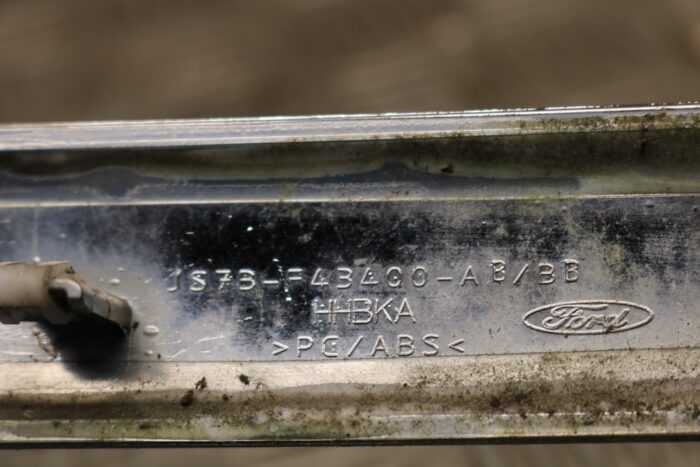 1S7B-F43400-AB/BB
HHBKA
>PC/ABS<
Ford